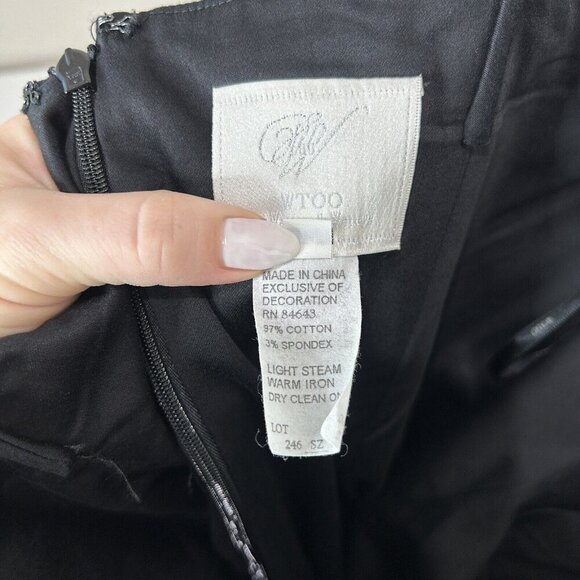 WTOO
MADE IN CHINA
EXCLUSIVE OF
DECORATION
RN 84643
97% COTTON
3% SPONDEX
LIGHT STEAM
WARM IRON
DRY CLEAN
LOT
246 SZ